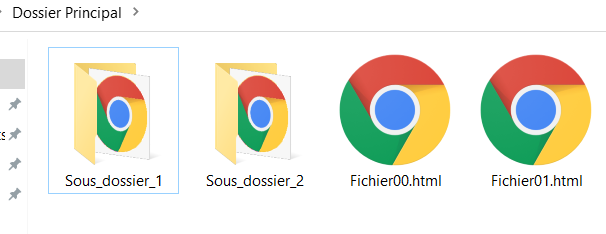 Dossier Principal
Sous_dossier_1
Sous_dossier_2
Fichier00.html
Fichier01.html